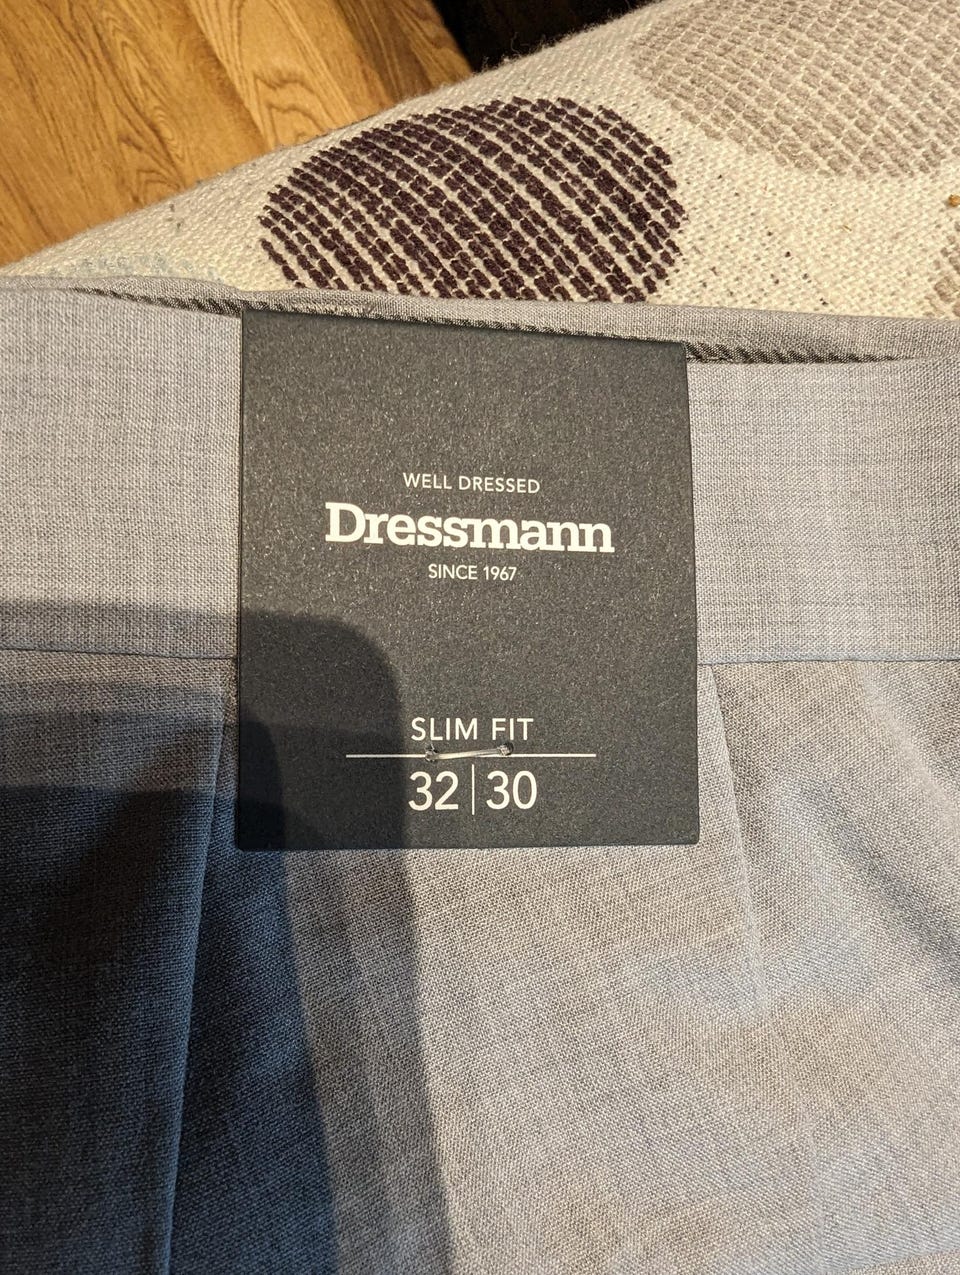 WELL DRESSED
Dressmann
SINCE 1967
SLIM FIT
32|30